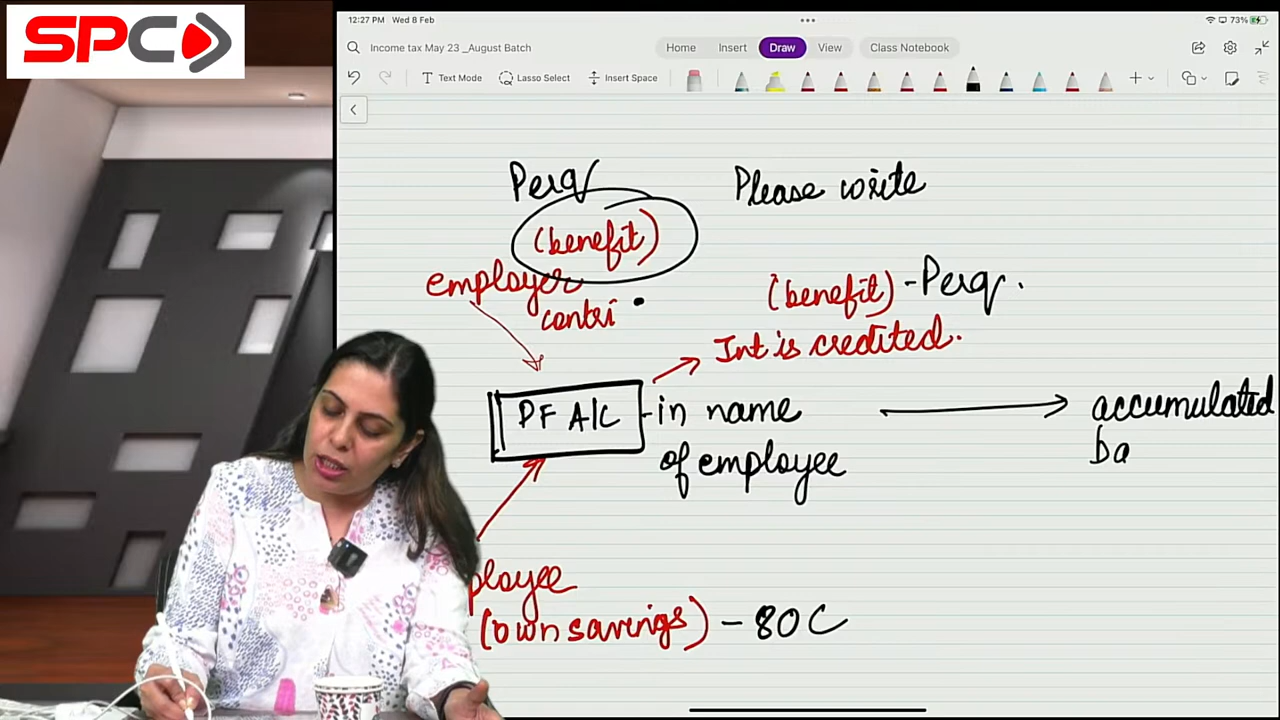 SPC
12:27 PM Wed 8 Feb
73%
Income tax May 23 _August Batch
Home Insert Draw View Class Notebook
Text Mode Lasso Select Insert Space
Perq Please write
(benefit)
employer
contri
(benefit) - Perq.
Int is credited.
PF A/C - in name
of employee
accumulated
ba
ployee
(own savings) - 80C